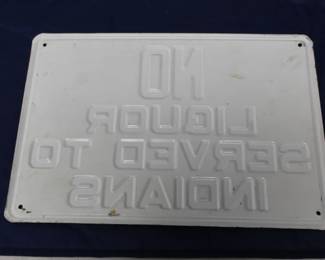 NO
LIQUOR
SERVED TO
INDIANS